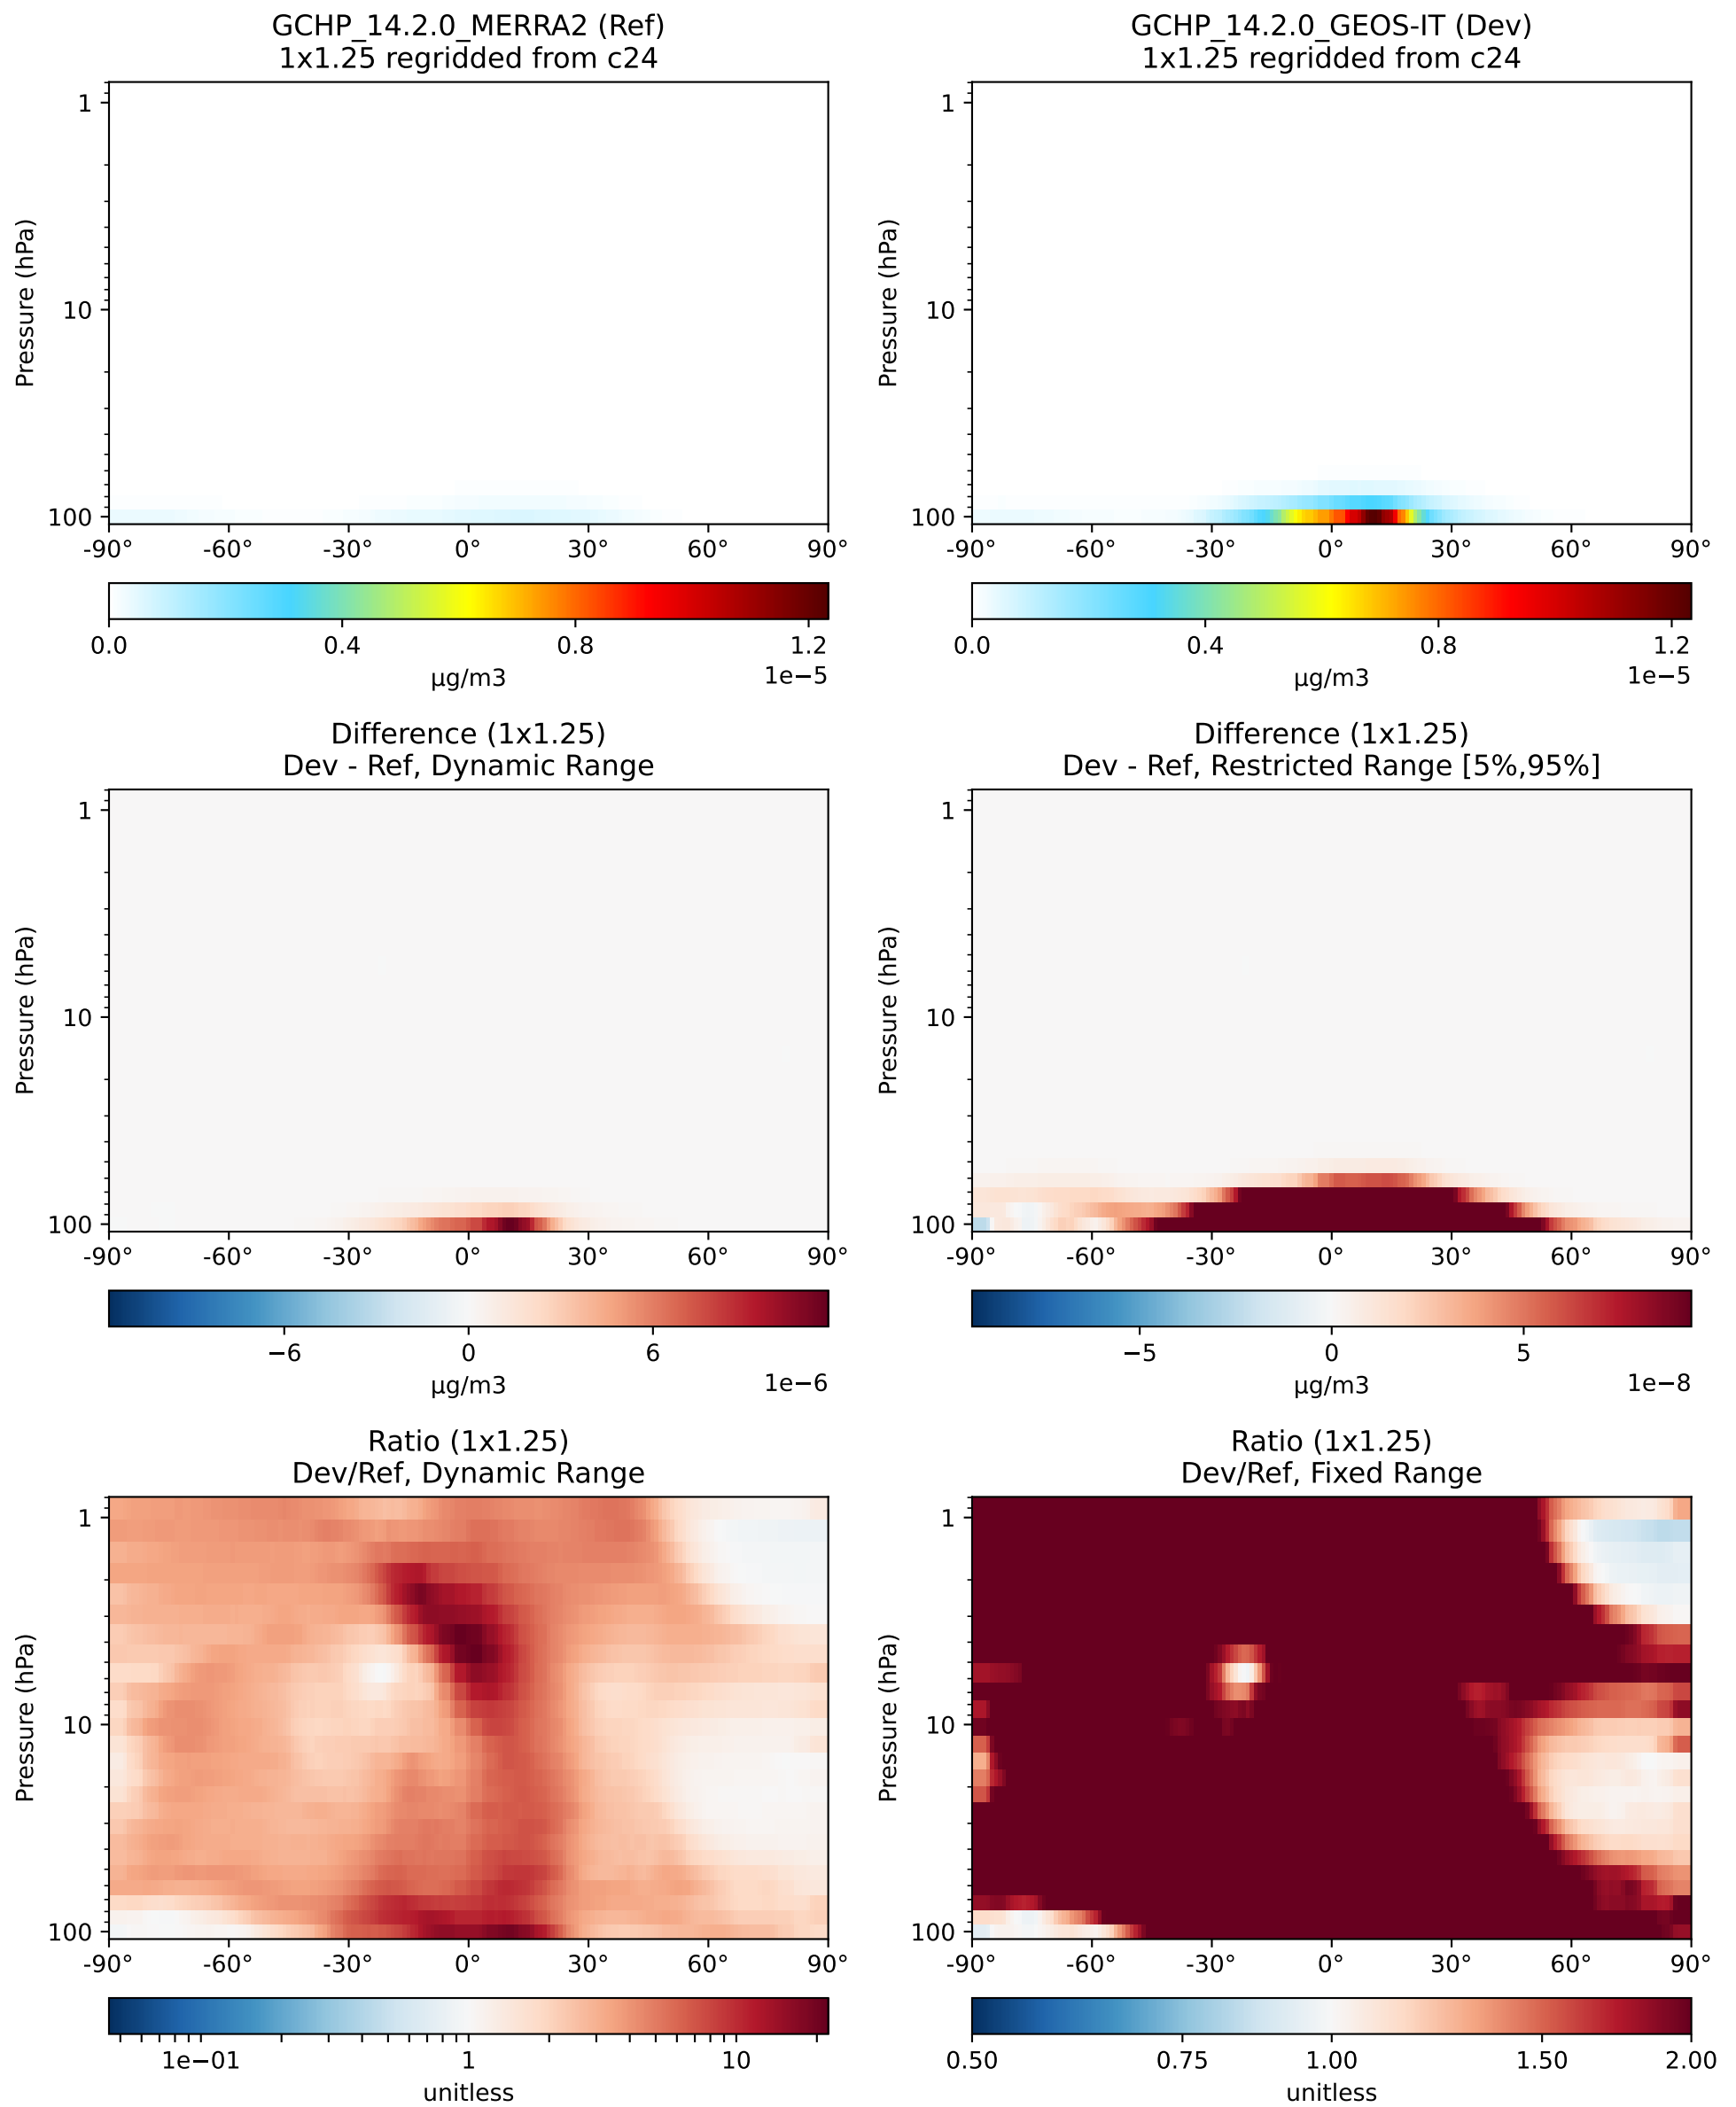 GCHP_14.2.0_MERRA2 (Ref)
1x1.25 regridded from c24
Pressure (hPa)
1
10
100
-90° -60° -30° 0° 30° 60° 90°
0.0 0.4 0.8 1.2
1e−5
µg/m3
GCHP_14.2.0_GEOS-IT (Dev)
1x1.25 regridded from c24
Pressure (hPa)
1
10
100
-90° -60° -30° 0° 30° 60° 90°
0.0 0.4 0.8 1.2
1e−5
µg/m3
Difference (1x1.25)
Dev - Ref, Dynamic Range
Pressure (hPa)
1
10
100
-90° -60° -30° 0° 30° 60° 90°
−6 0 6
1e−6
µg/m3
Difference (1x1.25)
Dev - Ref, Restricted Range [5%,95%]
Pressure (hPa)
1
10
100
-90° -60° -30° 0° 30° 60° 90°
−5 0 5
1e−8
µg/m3
Ratio (1x1.25)
Dev/Ref, Dynamic Range
Pressure (hPa)
1
10
100
-90° -60° -30° 0° 30° 60° 90°
1e−01 1 10
unitless
Ratio (1x1.25)
Dev/Ref, Fixed Range
Pressure (hPa)
1
10
100
-90° -60° -30° 0° 30° 60° 90°
0.50 0.75 1.00 1.50 2.00
unitless